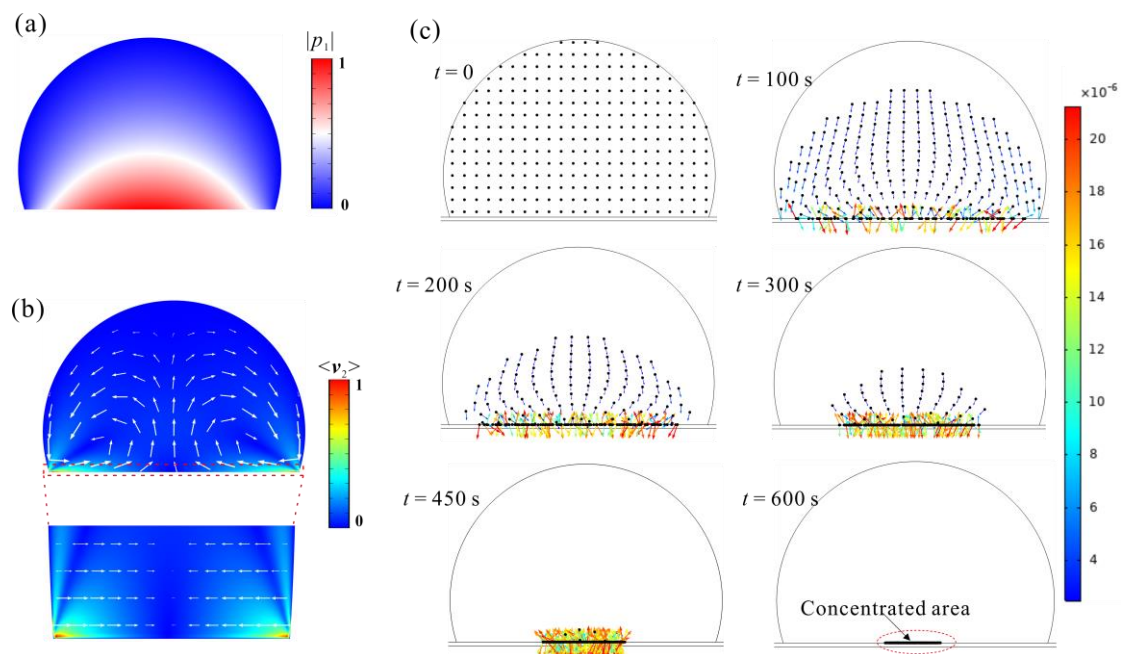 (a)
|p₁|
1
0
(b)
<v₂>
1
0
(c)
t = 0
t = 100 s
t = 200 s
t = 300 s
t = 450 s
t = 600 s
Concentrated area
×10⁻⁶
20
18
16
14
12
10
8
6
4